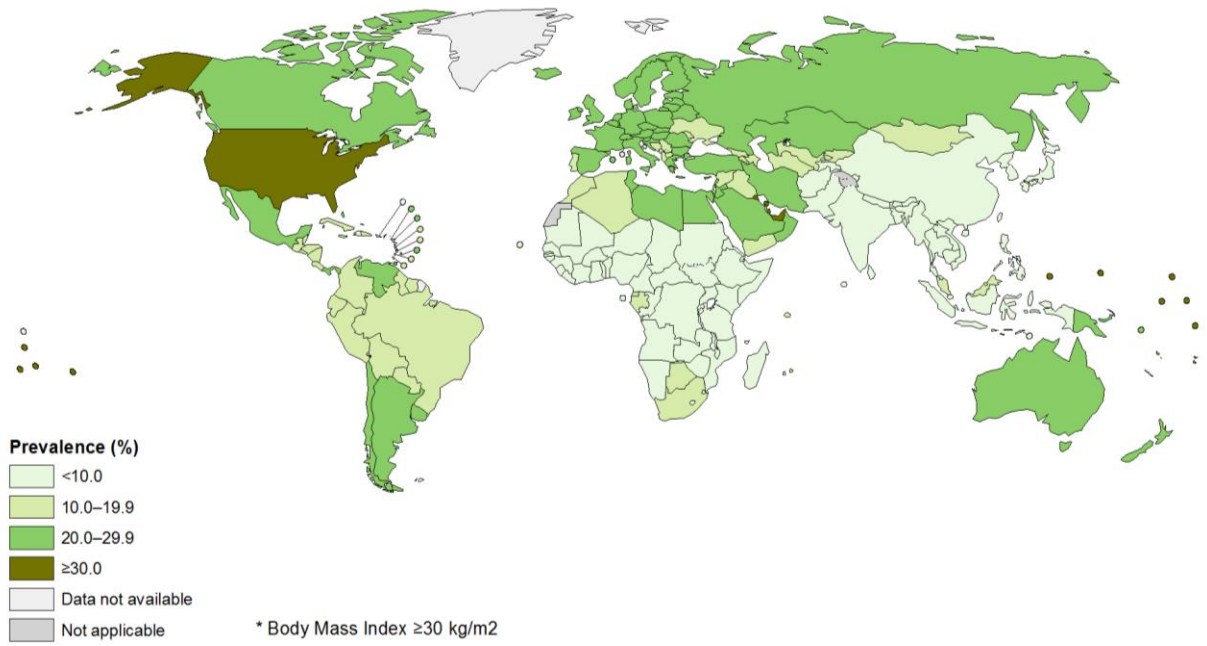 Prevalence (%)
<10.0
10.0–19.9
20.0–29.9
≥30.0
Data not available
Not applicable
* Body Mass Index ≥30 kg/m2